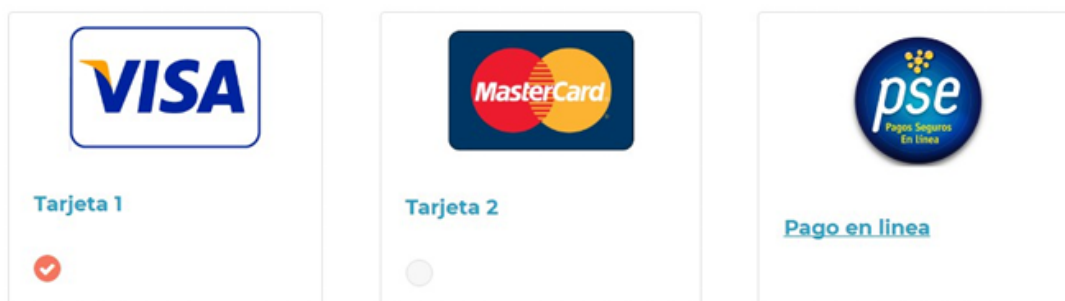 VISA
Tarjeta 1
MasterCard
Tarjeta 2
pse
Pagos Seguros
En línea
Pago en linea